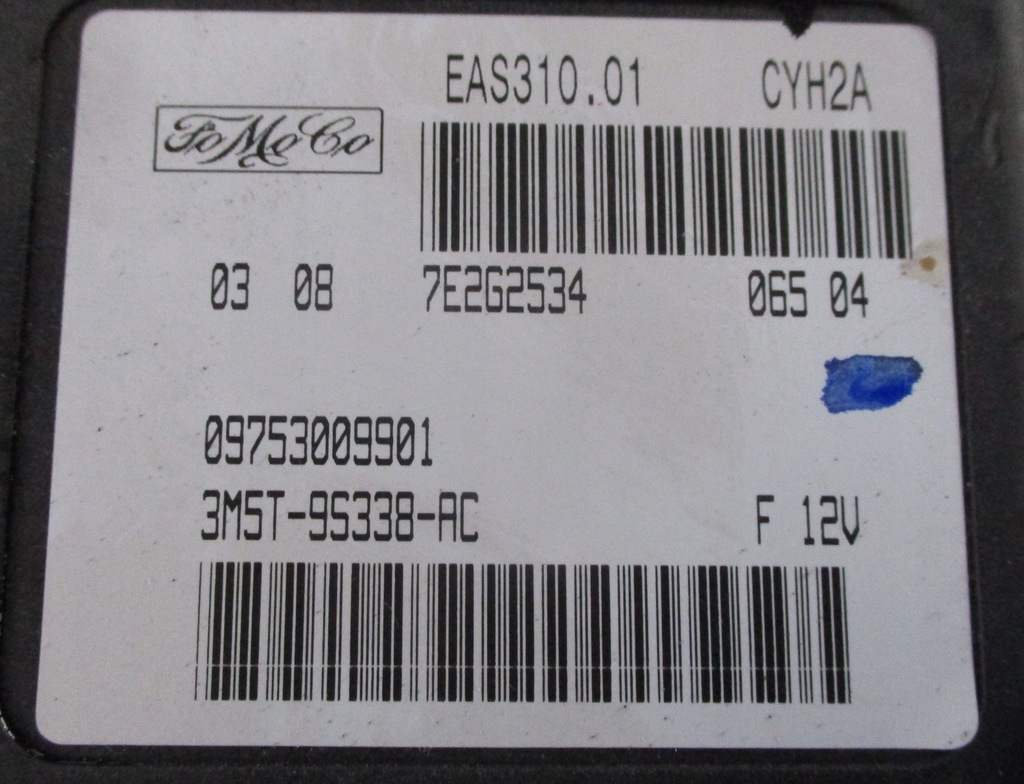 EAS310.01 CYH2A
FoMoCo
03 08 7E2G2534 065 04
09753009901
3M5T-9S338-AC F 12V